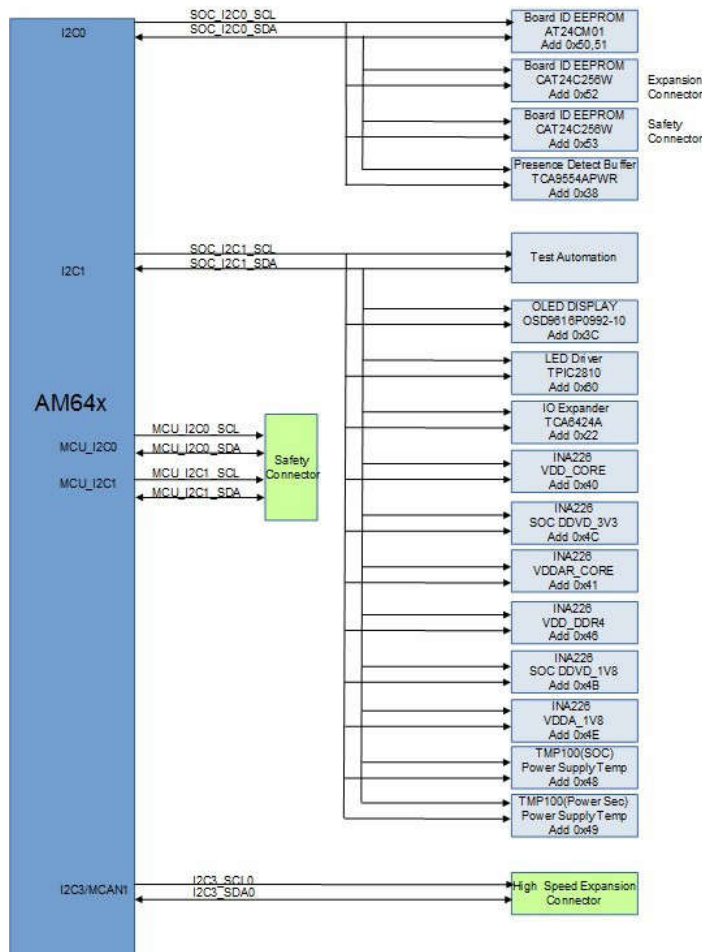 I2C0
SOC_I2C0_SCL
SOC_I2C0_SDA
Board ID EEPROM
AT24CM01
Add 0x50,51
Board ID EEPROM
CAT24C256W
Add 0x52
Expansion
Connector
Board ID EEPROM
CAT24C256W
Add 0x53
Safety
Connector
Presence Detect Buffer
TCA9554APWR
Add 0x38
I2C1
SOC_I2C1_SCL
SOC_I2C1_SDA
Test Automation
OLED DISPLAY
OSD9616P0992-10
Add 0x3C
LED Driver
TPIC2810
Add 0x60
AM64x
IO Expander
TCA6424A
Add 0x22
MCU_I2C0
MCU_I2C0_SCL
MCU_I2C0_SDA
MCU_I2C1
MCU_I2C1_SCL
MCU_I2C1_SDA
Safety
Connector
INA226
VDD_CORE
Add 0x40
INA226
SOC DDVD_3V3
Add 0x4C
INA226
VDDAR_CORE
Add 0x41
INA226
VDD_DDR4
Add 0x46
INA226
SOC DDVD_1V8
Add 0x4B
INA226
VDDA_1V8
Add 0x4E
TMP100(SOC)
Power Supply Temp
Add 0x48
TMP100(Power Sec)
Power Supply Temp
Add 0x49
I2C3/MCAN1
I2C3_SCL0
I2C3_SDA0
High Speed Expansion
Connector